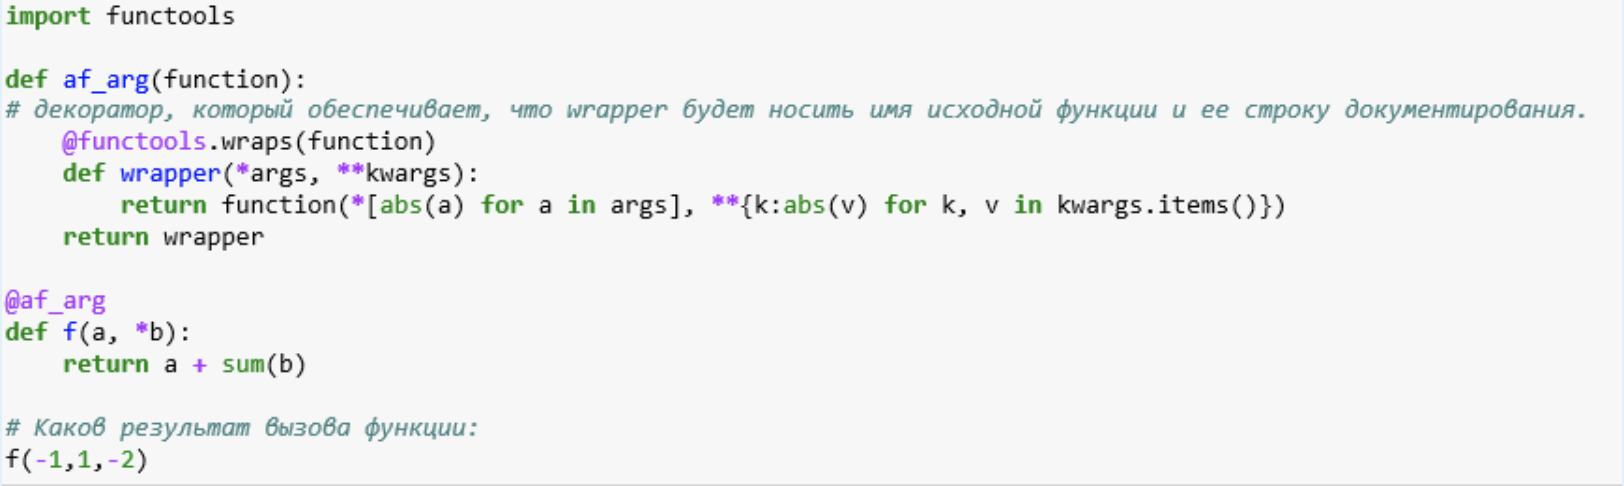 import functools
def af_arg(function):
# декоратор, который обеспечивает, что wrapper будет носить имя исходной функции и ее строку документирования.
    @functools.wraps(function)
    def wrapper(*args, **kwargs):
        return function(*[abs(a) for a in args], **{k:abs(v) for k, v in kwargs.items()})
    return wrapper
@af_arg
def f(a, *b):
    return a + sum(b)
# Каков результат вызова функции:
f(-1,1,-2)